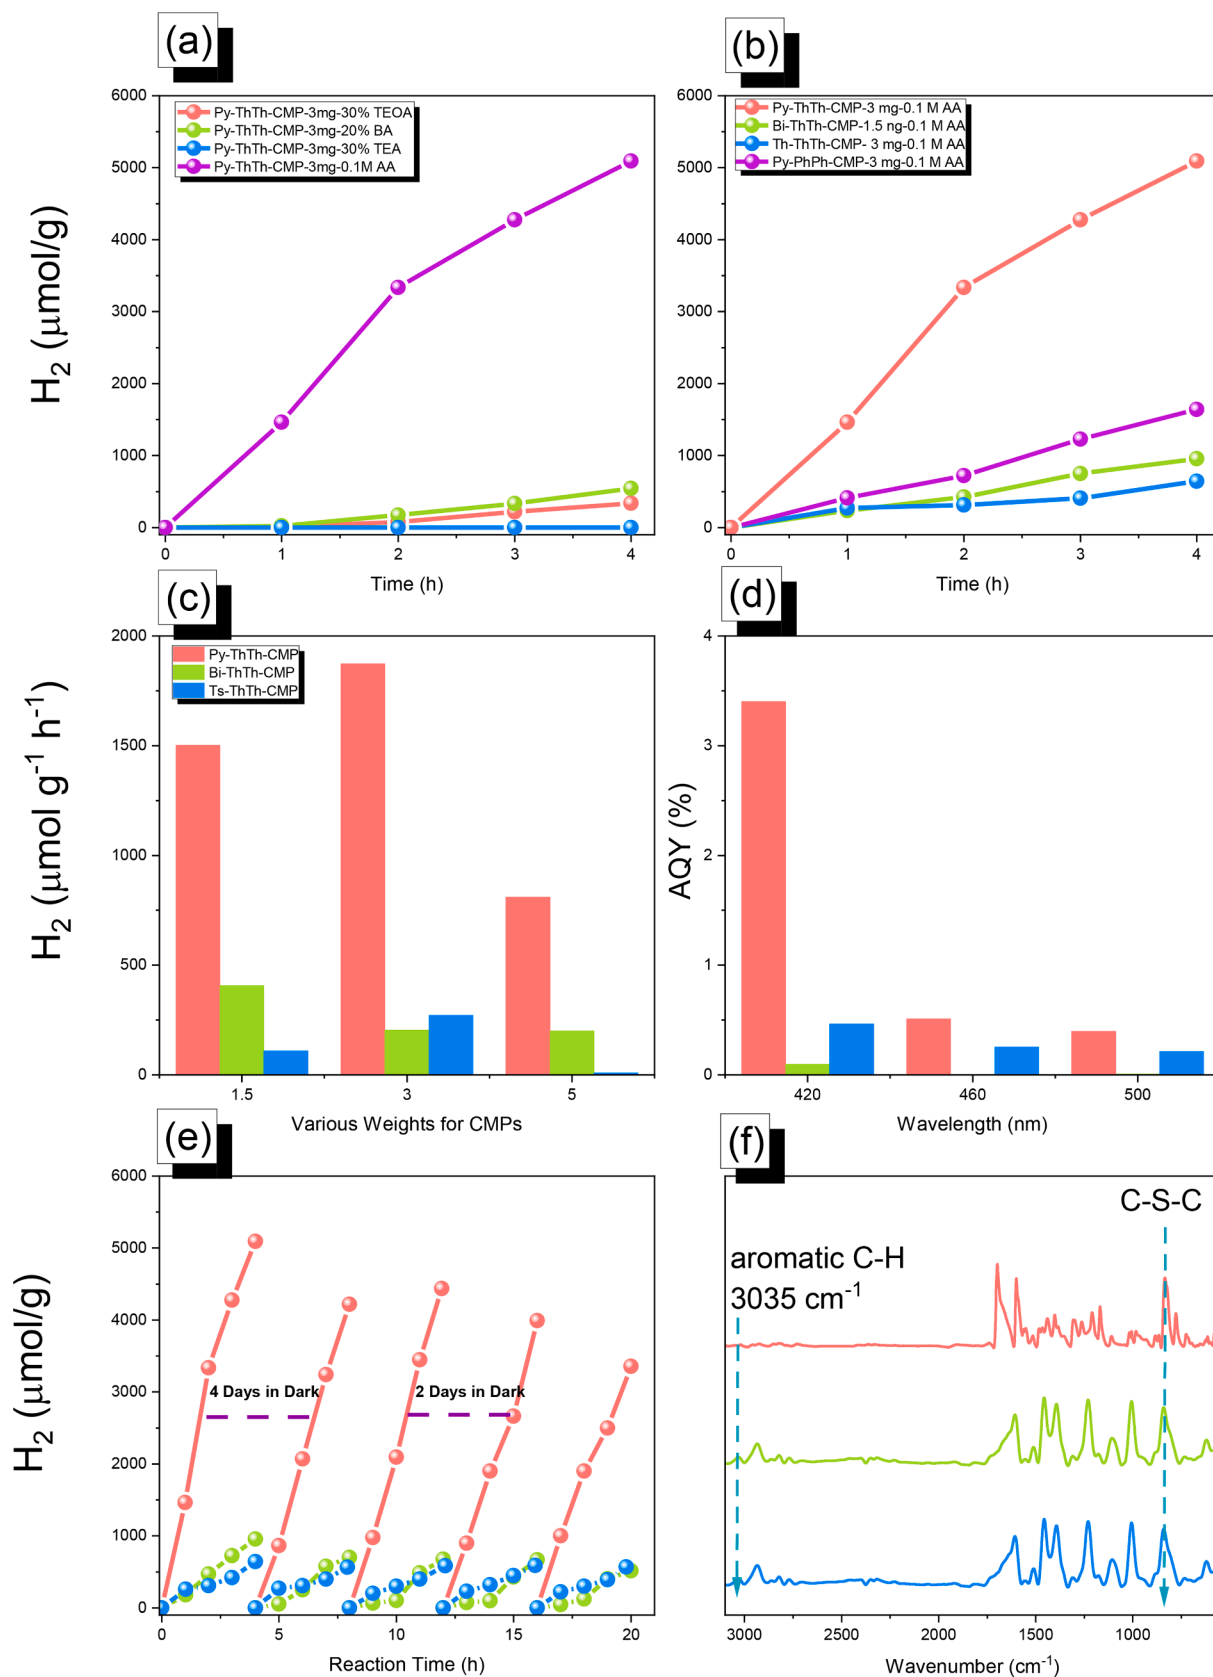 (a)
H2 (μmol/g)
6000
5000
4000
3000
2000
1000
0
Py-ThTh-CMP-3mg-30% TEOA
Py-ThTh-CMP-3mg-20% BA
Py-ThTh-CMP-3mg-30% TEA
Py-ThTh-CMP-3mg-0.1M AA
0 1 2 3 4
Time (h)
(b)
6000
5000
4000
3000
2000
1000
0
Py-ThTh-CMP-3 mg-0.1 M AA
Bi-ThTh-CMP-1.5 ng-0.1 M AA
Th-ThTh-CMP- 3 mg-0.1 M AA
Py-PhPh-CMP-3 mg-0.1 M AA
0 1 2 3 4
Time (h)
(c)
H2 (μmol g-1 h-1)
2000
1500
1000
500
0
Py-ThTh-CMP
Bi-ThTh-CMP
Ts-ThTh-CMP
1.5 3 5
Various Weights for CMPs
(d)
AQY (%)
4
3
2
1
0
420 460 500
Wavelength (nm)
(e)
H2 (μmol/g)
6000
5000
4000
3000
2000
1000
0
4 Days in Dark
2 Days in Dark
0 5 10 15 20
Reaction Time (h)
(f)
C-S-C
aromatic C-H
3035 cm-1
3000 2500 2000 1500 1000
Wavenumber (cm-1)